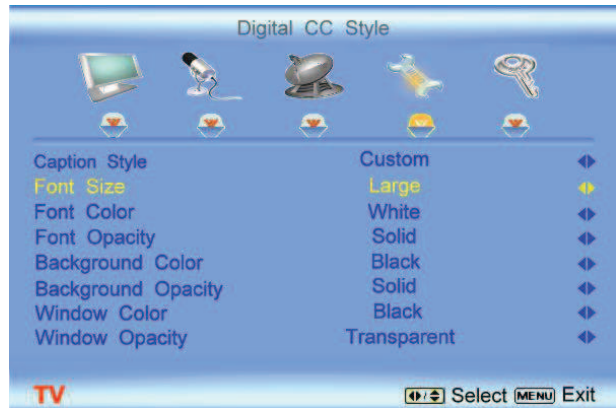 Digital CC Style
Caption Style Custom
Font Size Large
Font Color White
Font Opacity Solid
Background Color Black
Background Opacity Solid
Window Color Black
Window Opacity Transparent
TV Select MENU Exit